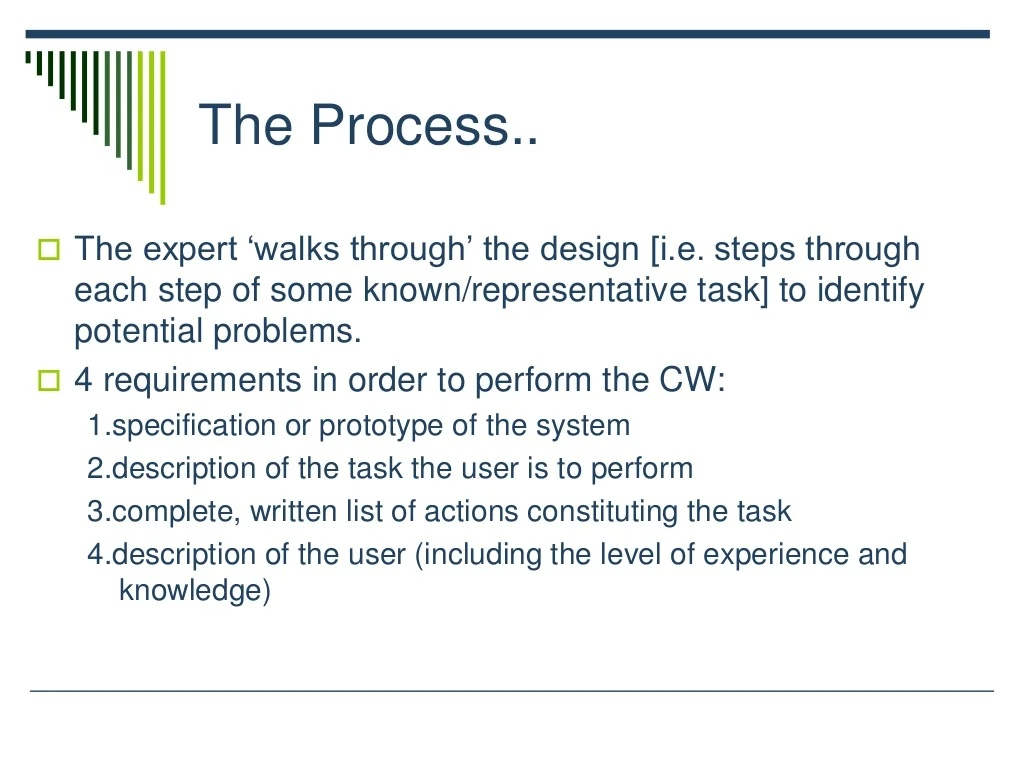 The Process..
The expert ‘walks through’ the design [i.e. steps through
each step of some known/representative task] to identify
potential problems.
4 requirements in order to perform the CW:
1.specification or prototype of the system
2.description of the task the user is to perform
3.complete, written list of actions constituting the task
4.description of the user (including the level of experience and
knowledge)